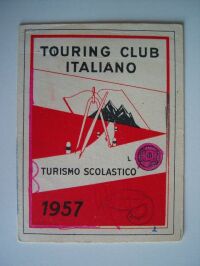 TOURING CLUB
ITALIANO
L
TURISMO SCOLASTICO
1957